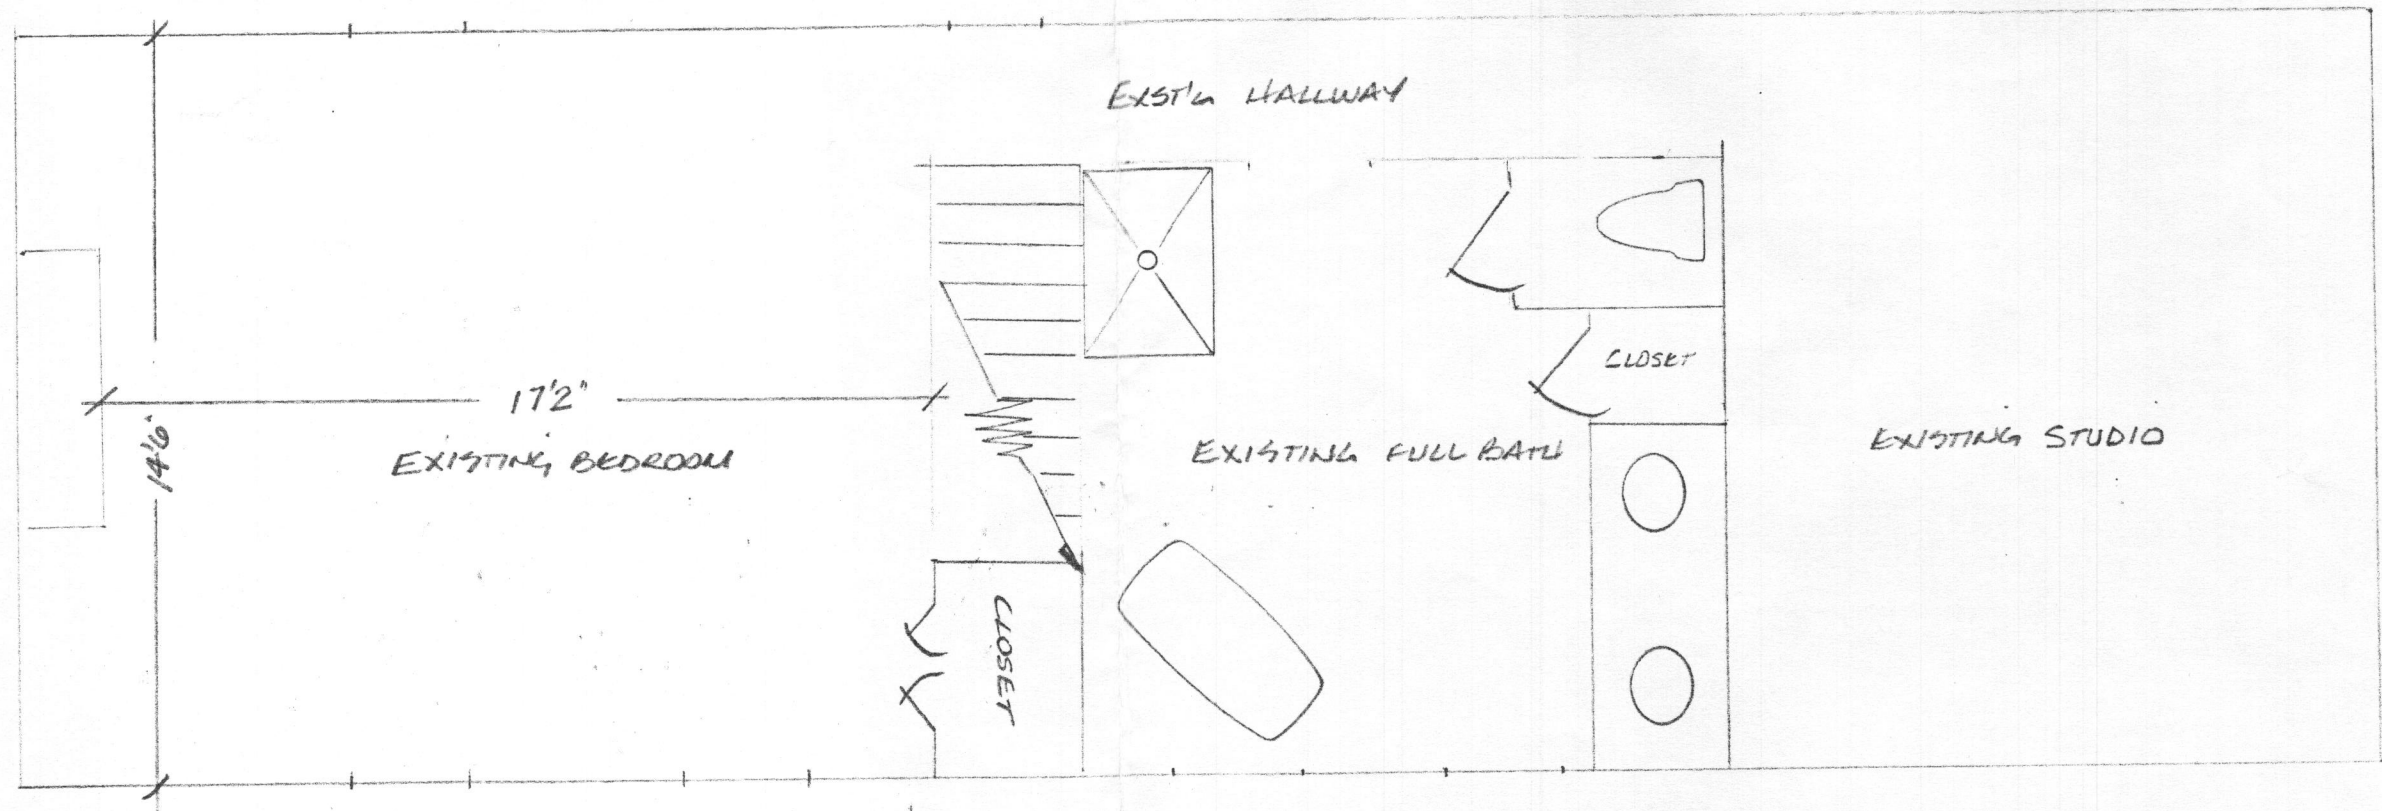 EXST'G HALLWAY
CLOSET
17'2"
14'6"
EXISTING BEDROOM
EXISTING FULL BATH
EXISTING STUDIO
CLOSET